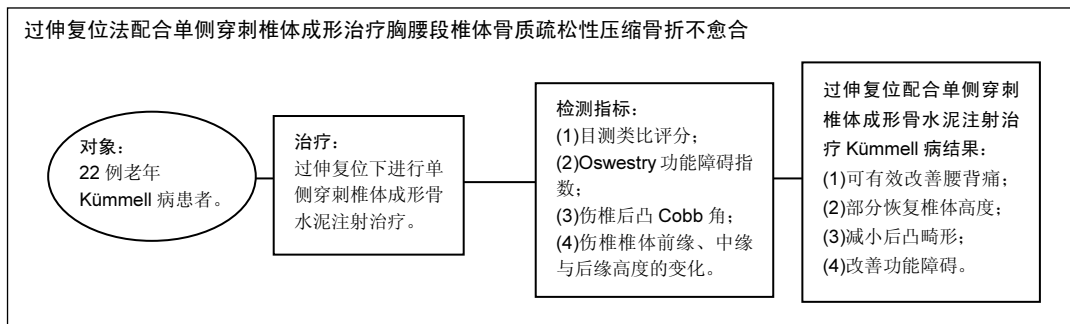 过伸复位法配合单侧穿刺椎体成形治疗胸腰段椎体骨质疏松性压缩骨折不愈合
对象：
22 例老年
Kümmell 病患者。
治疗：
过伸复位下进行单
侧穿刺椎体成形骨
水泥注射治疗。
检测指标：
(1)目测类比评分；
(2)Oswestry 功能障碍指
数；
(3)伤椎后凸 Cobb 角；
(4)伤椎椎体前缘、中缘
与后缘高度的变化。
过伸复位配合单侧穿刺
椎体成形骨水泥注射治
疗 Kümmell 病结果：
(1)可有效改善腰背痛；
(2)部分恢复椎体高度；
(3)减小后凸畸形；
(4)改善功能障碍。